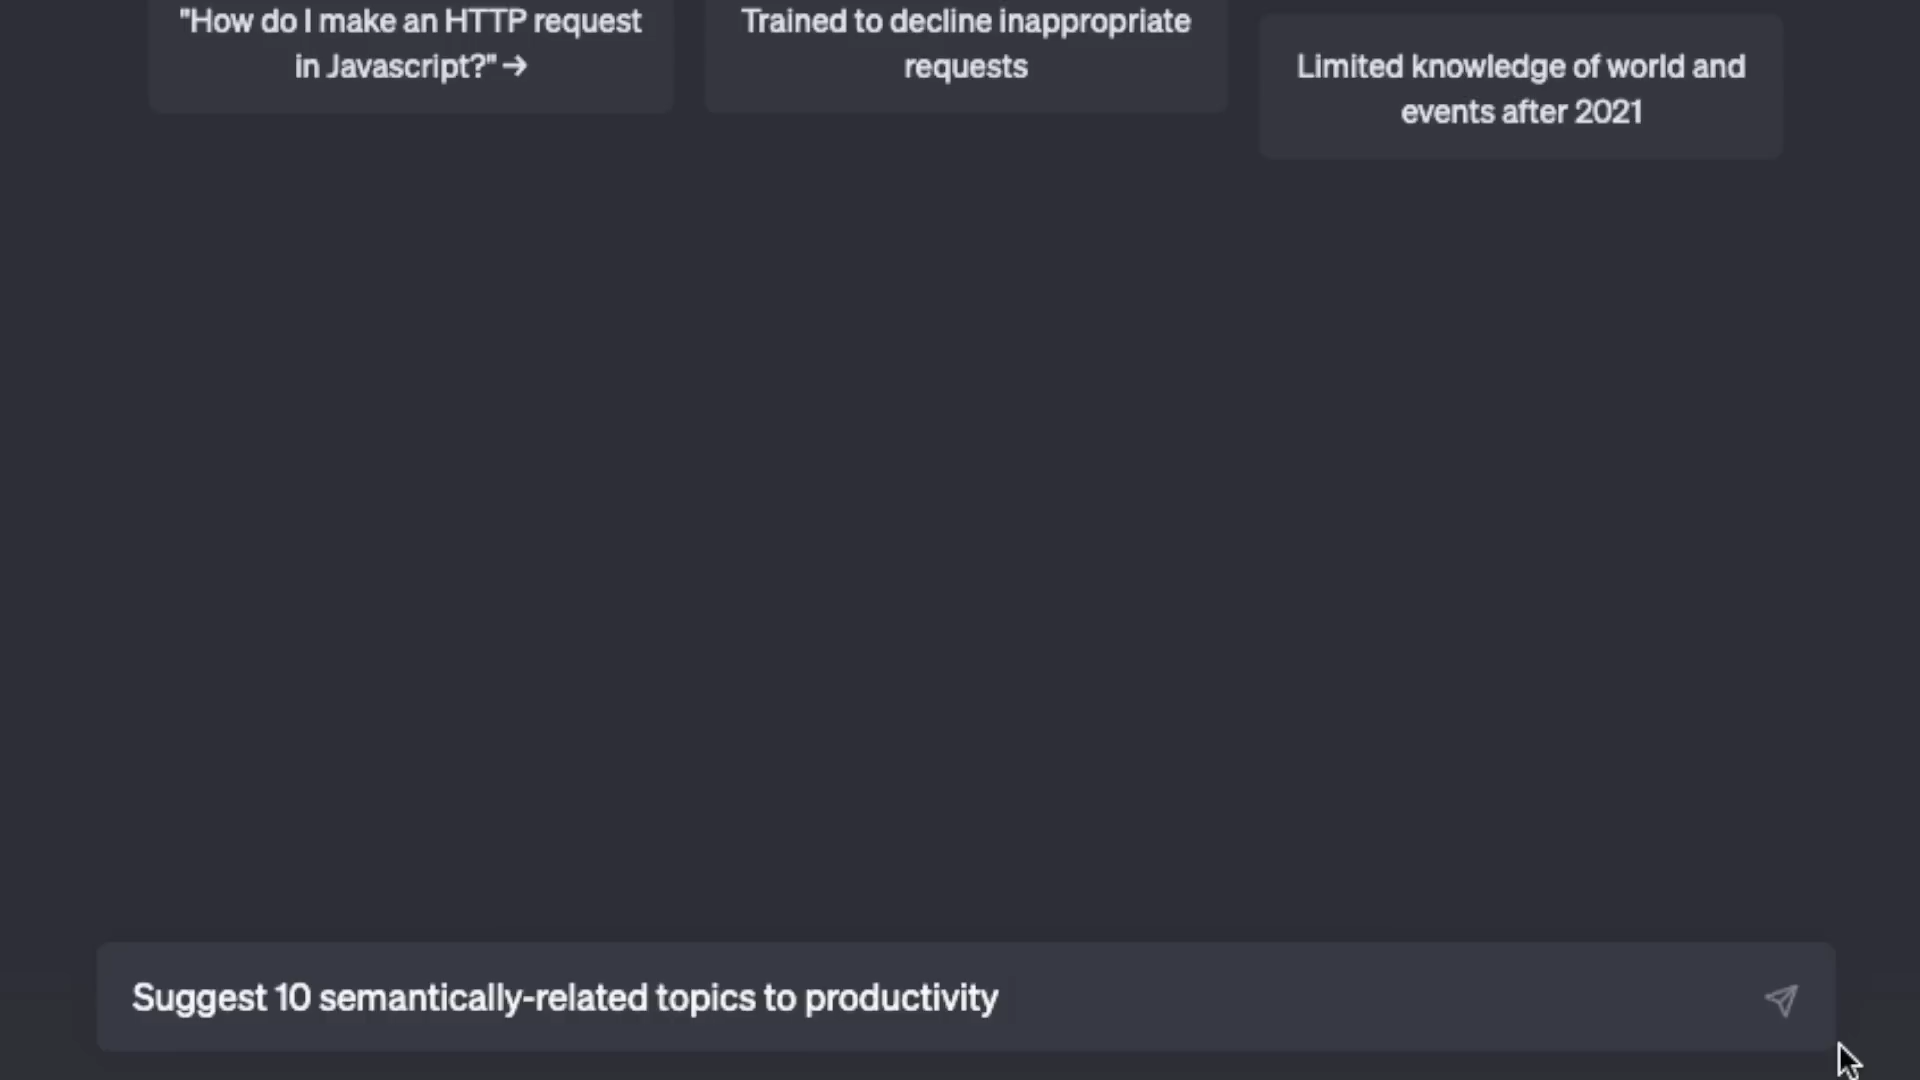 "How do I make an HTTP request
in Javascript?" →
Trained to decline inappropriate
requests
Limited knowledge of world and
events after 2021
Suggest 10 semantically-related topics to productivity